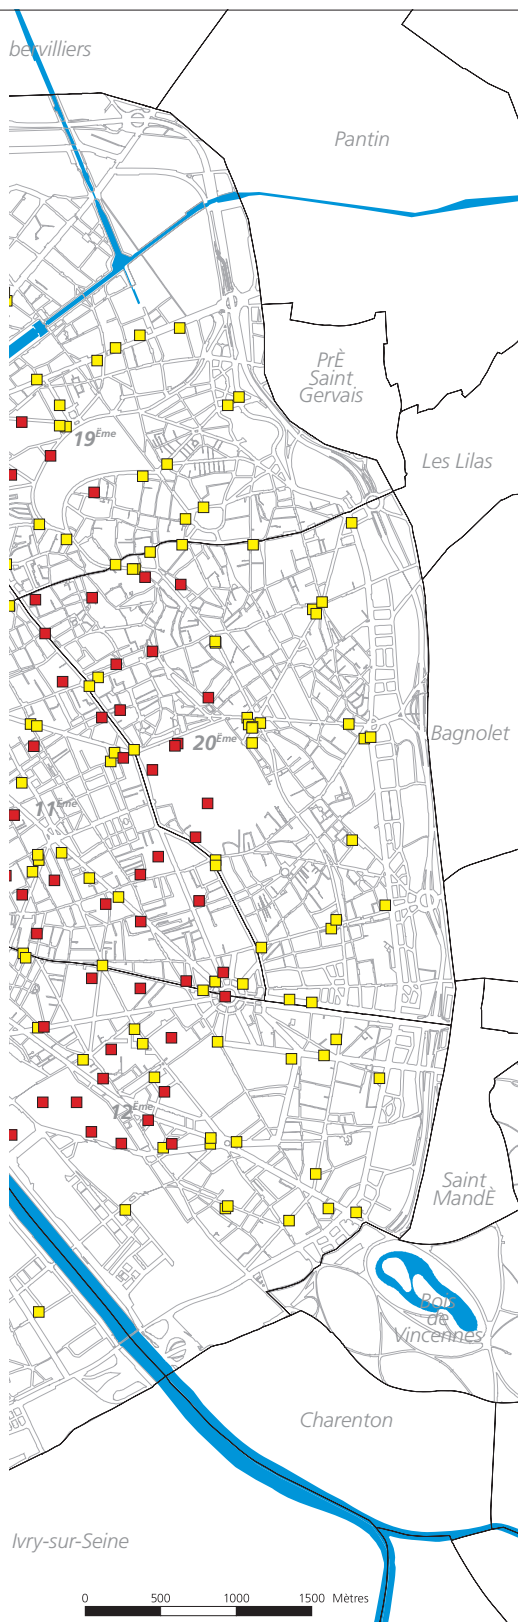 bervilliers
Pantin
PrÈ
Saint
Gervais
19Ème
Les Lilas
20Ème
Bagnolet
11Ème
12Ème
Saint
MandÈ
Bois
de
Vincennes
Charenton
Ivry-sur-Seine
0 500 1000 1500 Mètres